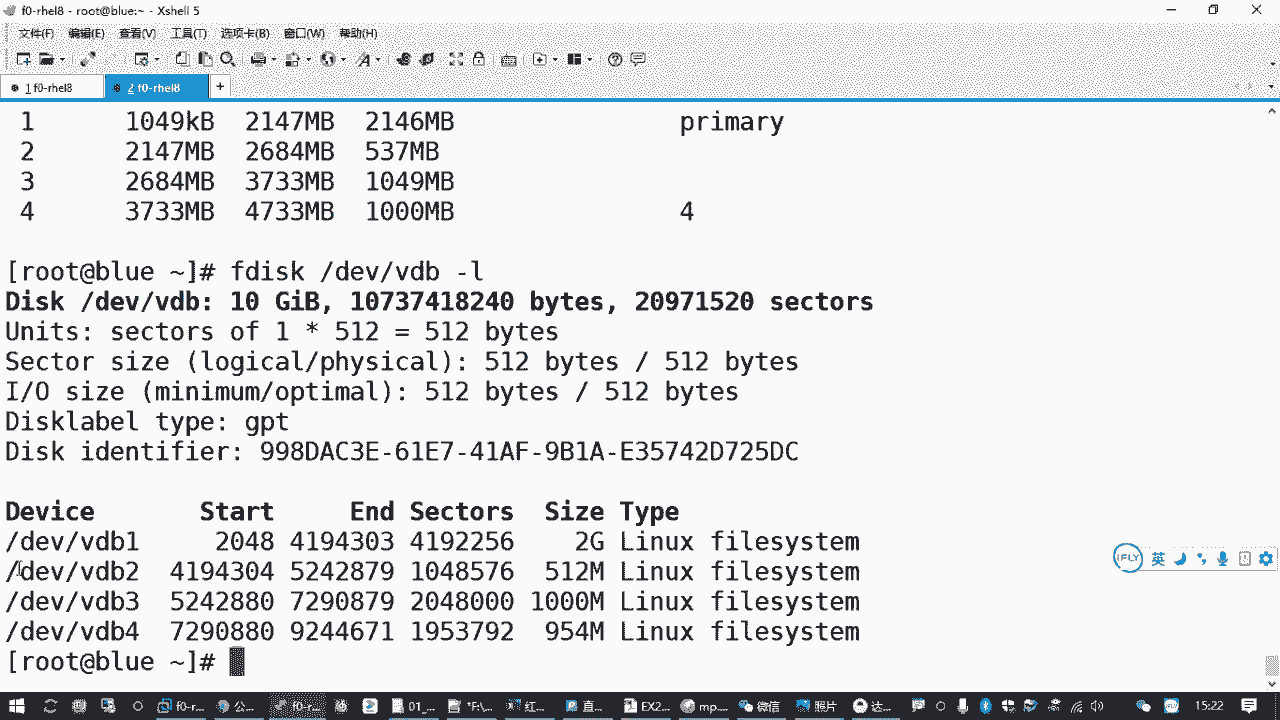 f0-rhel8 - root@blue:~ - Xshell 5
文件(F) 编辑(E) 查看(V) 工具(T) 选项卡(B) 窗口(W) 帮助(H)
1 f0-rhel8 2 f0-rhel8 +
1 1049kB 2147MB 2146MB primary
2 2147MB 2684MB 537MB
3 2684MB 3733MB 1049MB
4 3733MB 4733MB 1000MB 4
[root@blue ~]# fdisk /dev/vdb -l
Disk /dev/vdb: 10 GiB, 10737418240 bytes, 20971520 sectors
Units: sectors of 1 * 512 = 512 bytes
Sector size (logical/physical): 512 bytes / 512 bytes
I/O size (minimum/optimal): 512 bytes / 512 bytes
Disklabel type: gpt
Disk identifier: 998DAC3E-61E7-41AF-9B1A-E35742D725DC
Device Start End Sectors Size Type
/dev/vdb1 2048 4194303 4192256 2G Linux filesystem
/dev/vdb2 4194304 5242879 1048576 512M Linux filesystem
/dev/vdb3 5242880 7290879 2048000 1000M Linux filesystem
/dev/vdb4 7290880 9244671 1953792 954M Linux filesystem
[root@blue ~]#
iFLY 英
f0-r... 公... f0-r... 01_... *F:\... 红... 直... EX2... mp... 微信 照片 达... 15:22